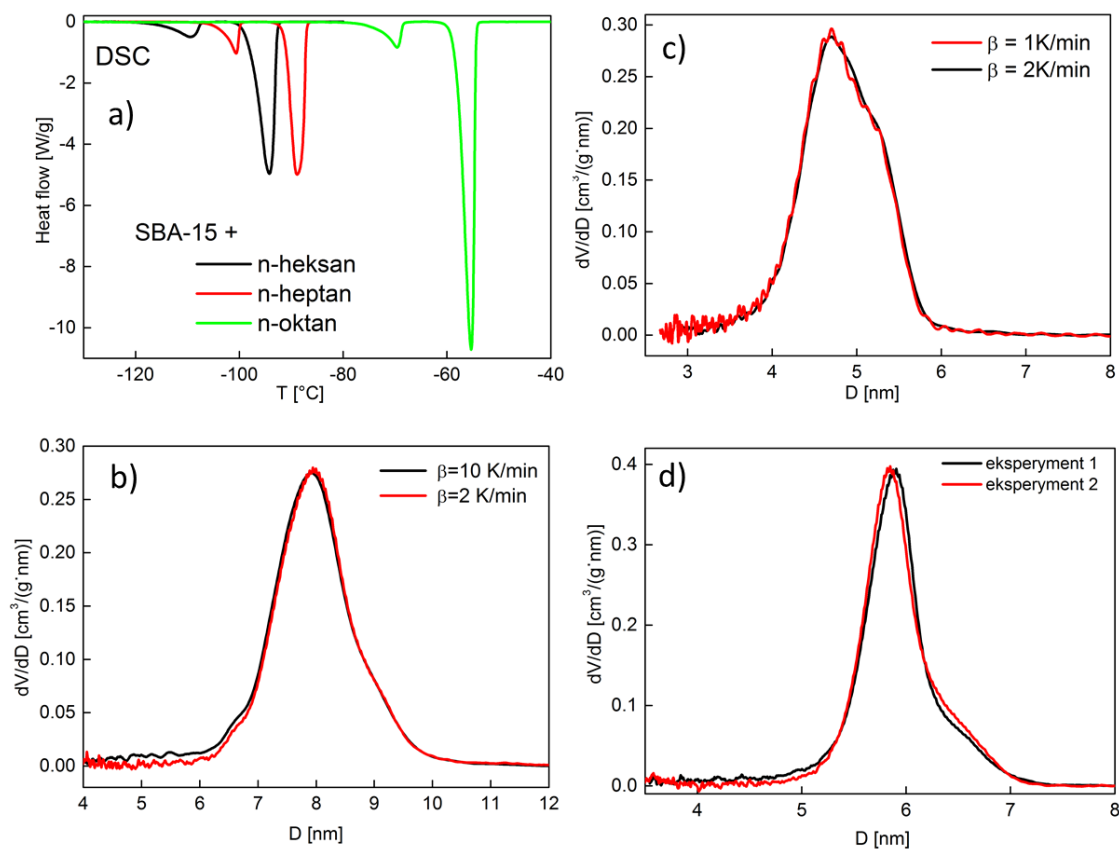 DSC
a)
SBA-15 +
n-heksan
n-heptan
n-oktan
0
-2
-4
-6
-8
-10
Heat flow [W/g]
-120 -100 -80 -60 -40
T [°C]
c)
β = 1K/min
β = 2K/min
0.30
0.25
0.20
0.15
0.10
0.05
0.00
dV/dD [cm³/(g·nm)]
3 4 5 6 7 8
D [nm]
b)
β=10 K/min
β=2 K/min
0.30
0.25
0.20
0.15
0.10
0.05
0.00
dV/dD [cm³/(g·nm)]
4 5 6 7 8 9 10 11 12
D [nm]
d)
eksperyment 1
eksperyment 2
0.4
0.3
0.2
0.1
0.0
dV/dD [cm³/(g·nm)]
4 5 6 7 8
D [nm]